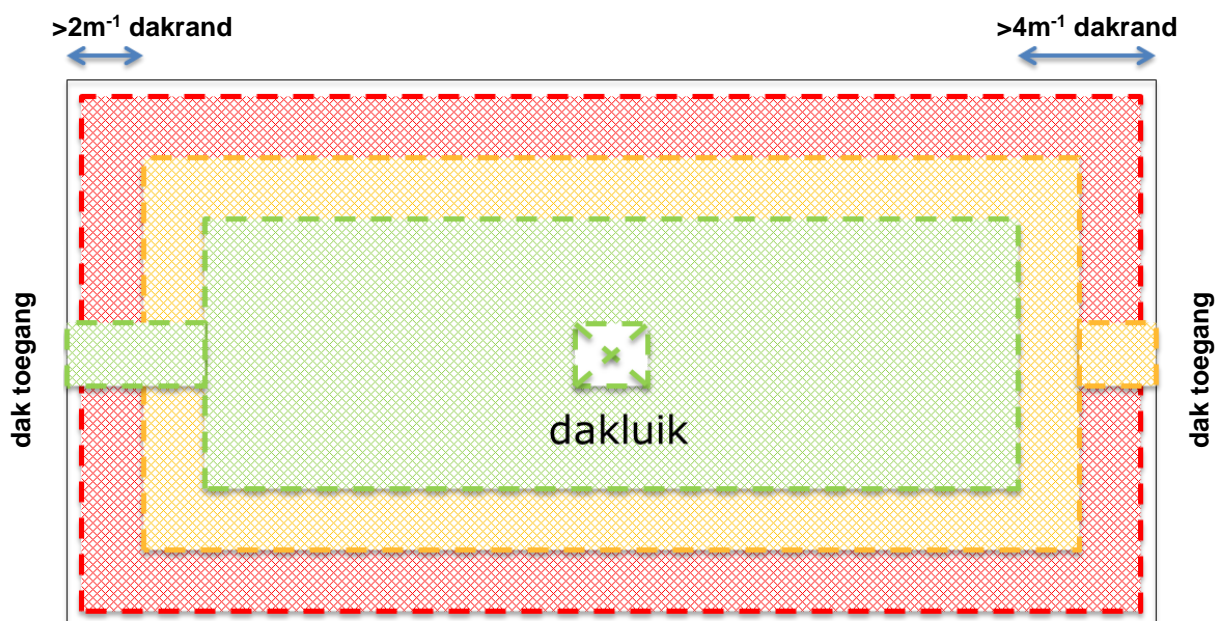 >2m⁻¹ dakrand
>4m⁻¹ dakrand
dak toegang
dak toegang
dakluik